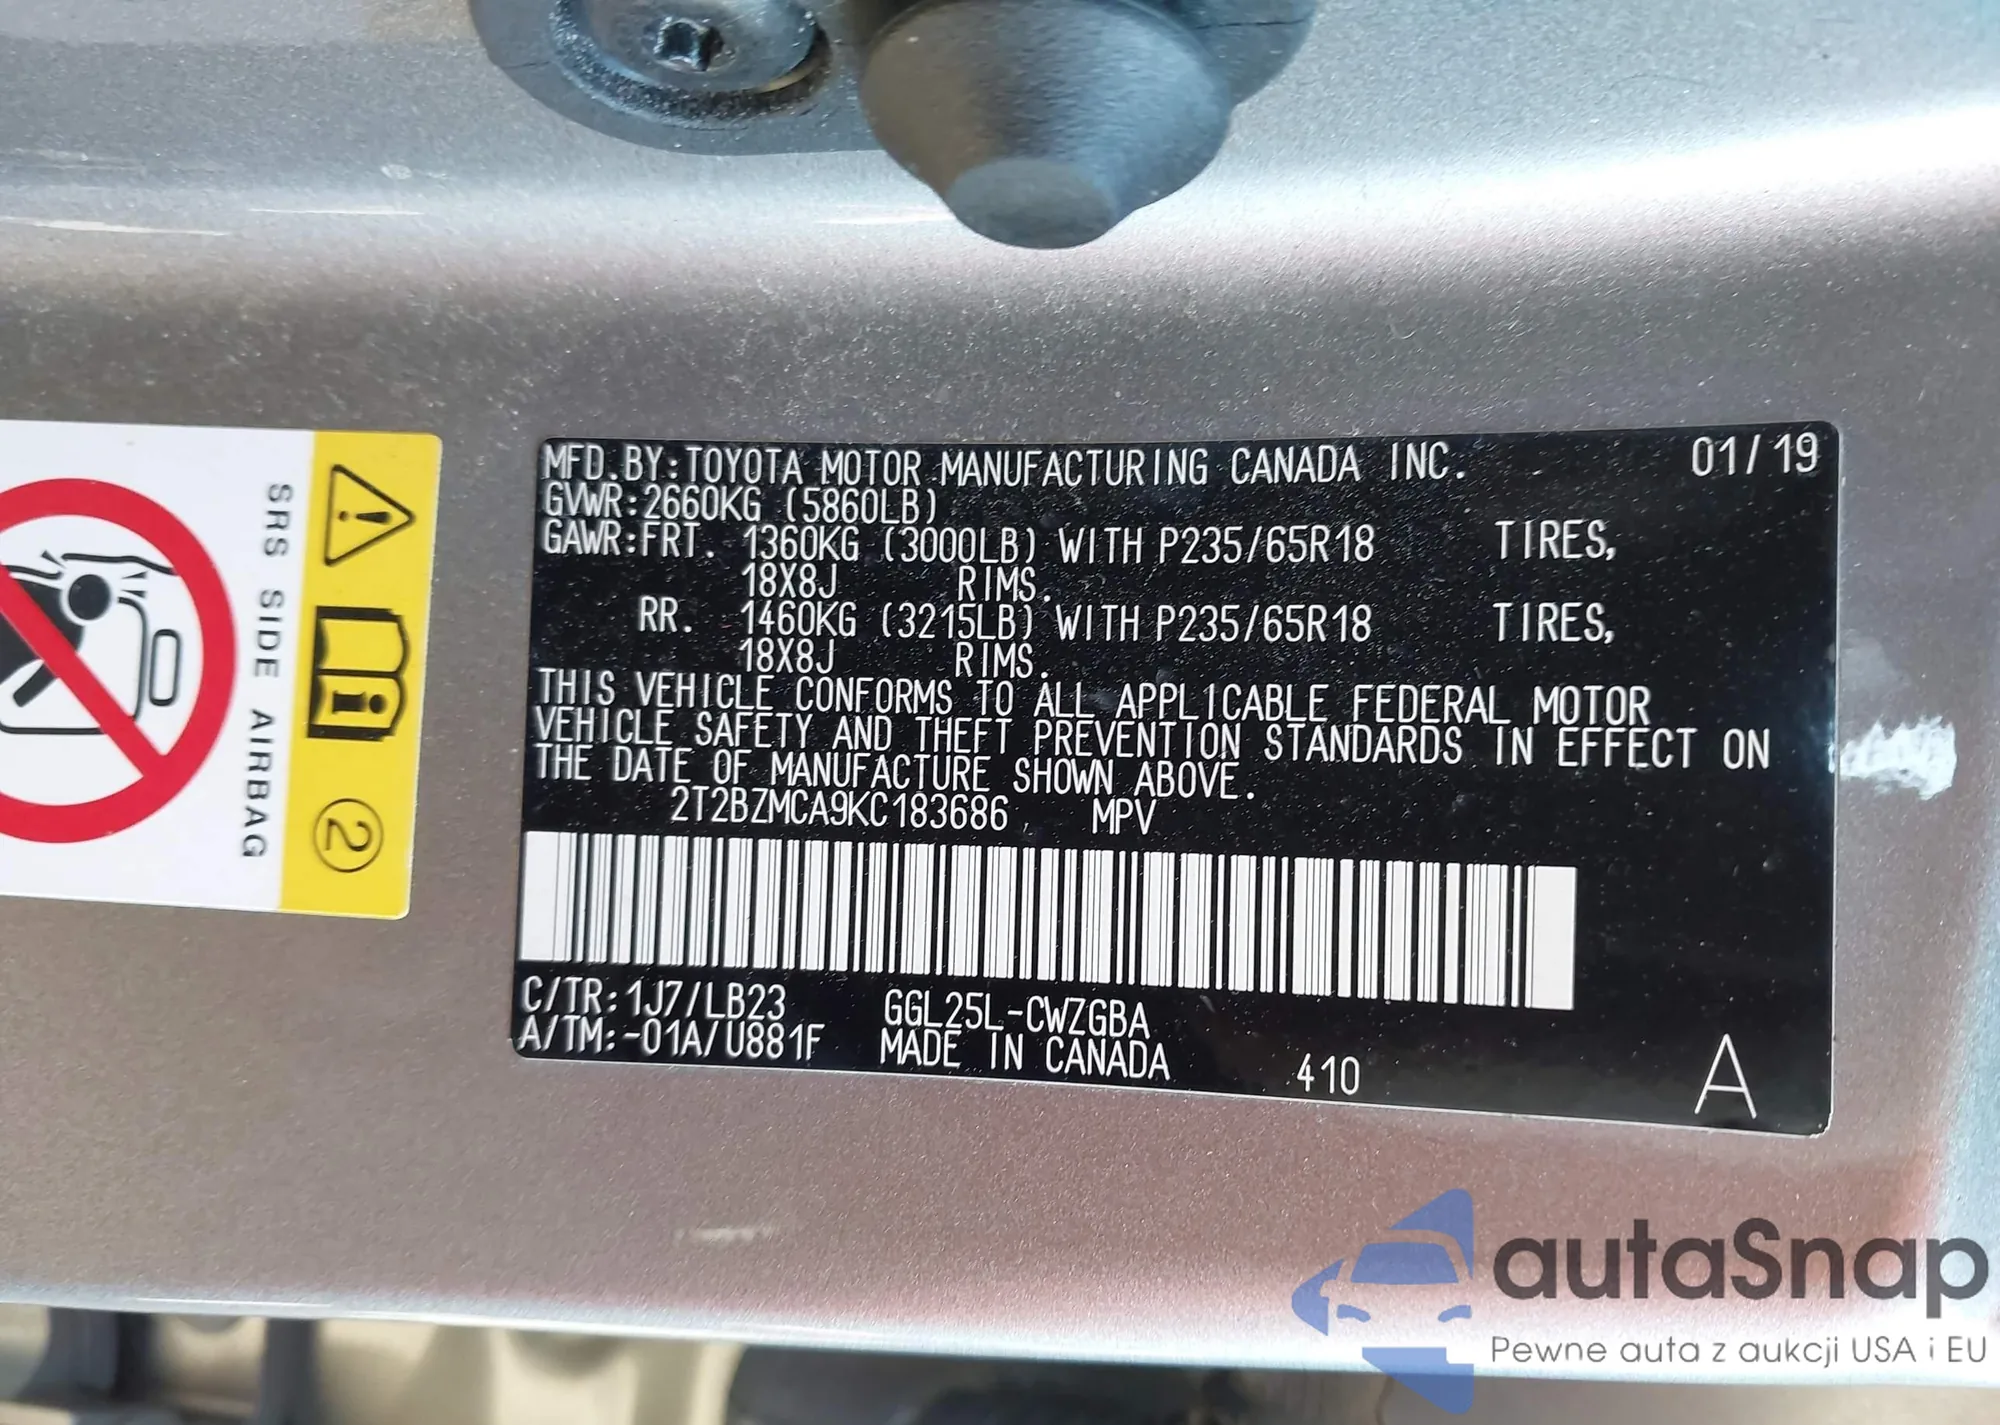 MFD.BY:TOYOTA MOTOR MANUFACTURING CANADA INC. 01/19
GVWR:2660KG (5860LB)
GAWR:FRT. 1360KG (3000LB) WITH P235/65R18 TIRES,
18X8J RIMS.
RR. 1460KG (3215LB) WITH P235/65R18 TIRES,
18X8J RIMS.
THIS VEHICLE CONFORMS TO ALL APPLICABLE FEDERAL MOTOR
VEHICLE SAFETY AND THEFT PREVENTION STANDARDS IN EFFECT ON
THE DATE OF MANUFACTURE SHOWN ABOVE.
2T2BZMCA9KC183686 MPV
C/TR:1J7/LB23 GGL25L-CWZGBA
A/TM:-01A/U881F MADE IN CANADA 410 A
SRS SIDE AIRBAG
2
autaSnap
Pewne auta z aukcji USA i EU